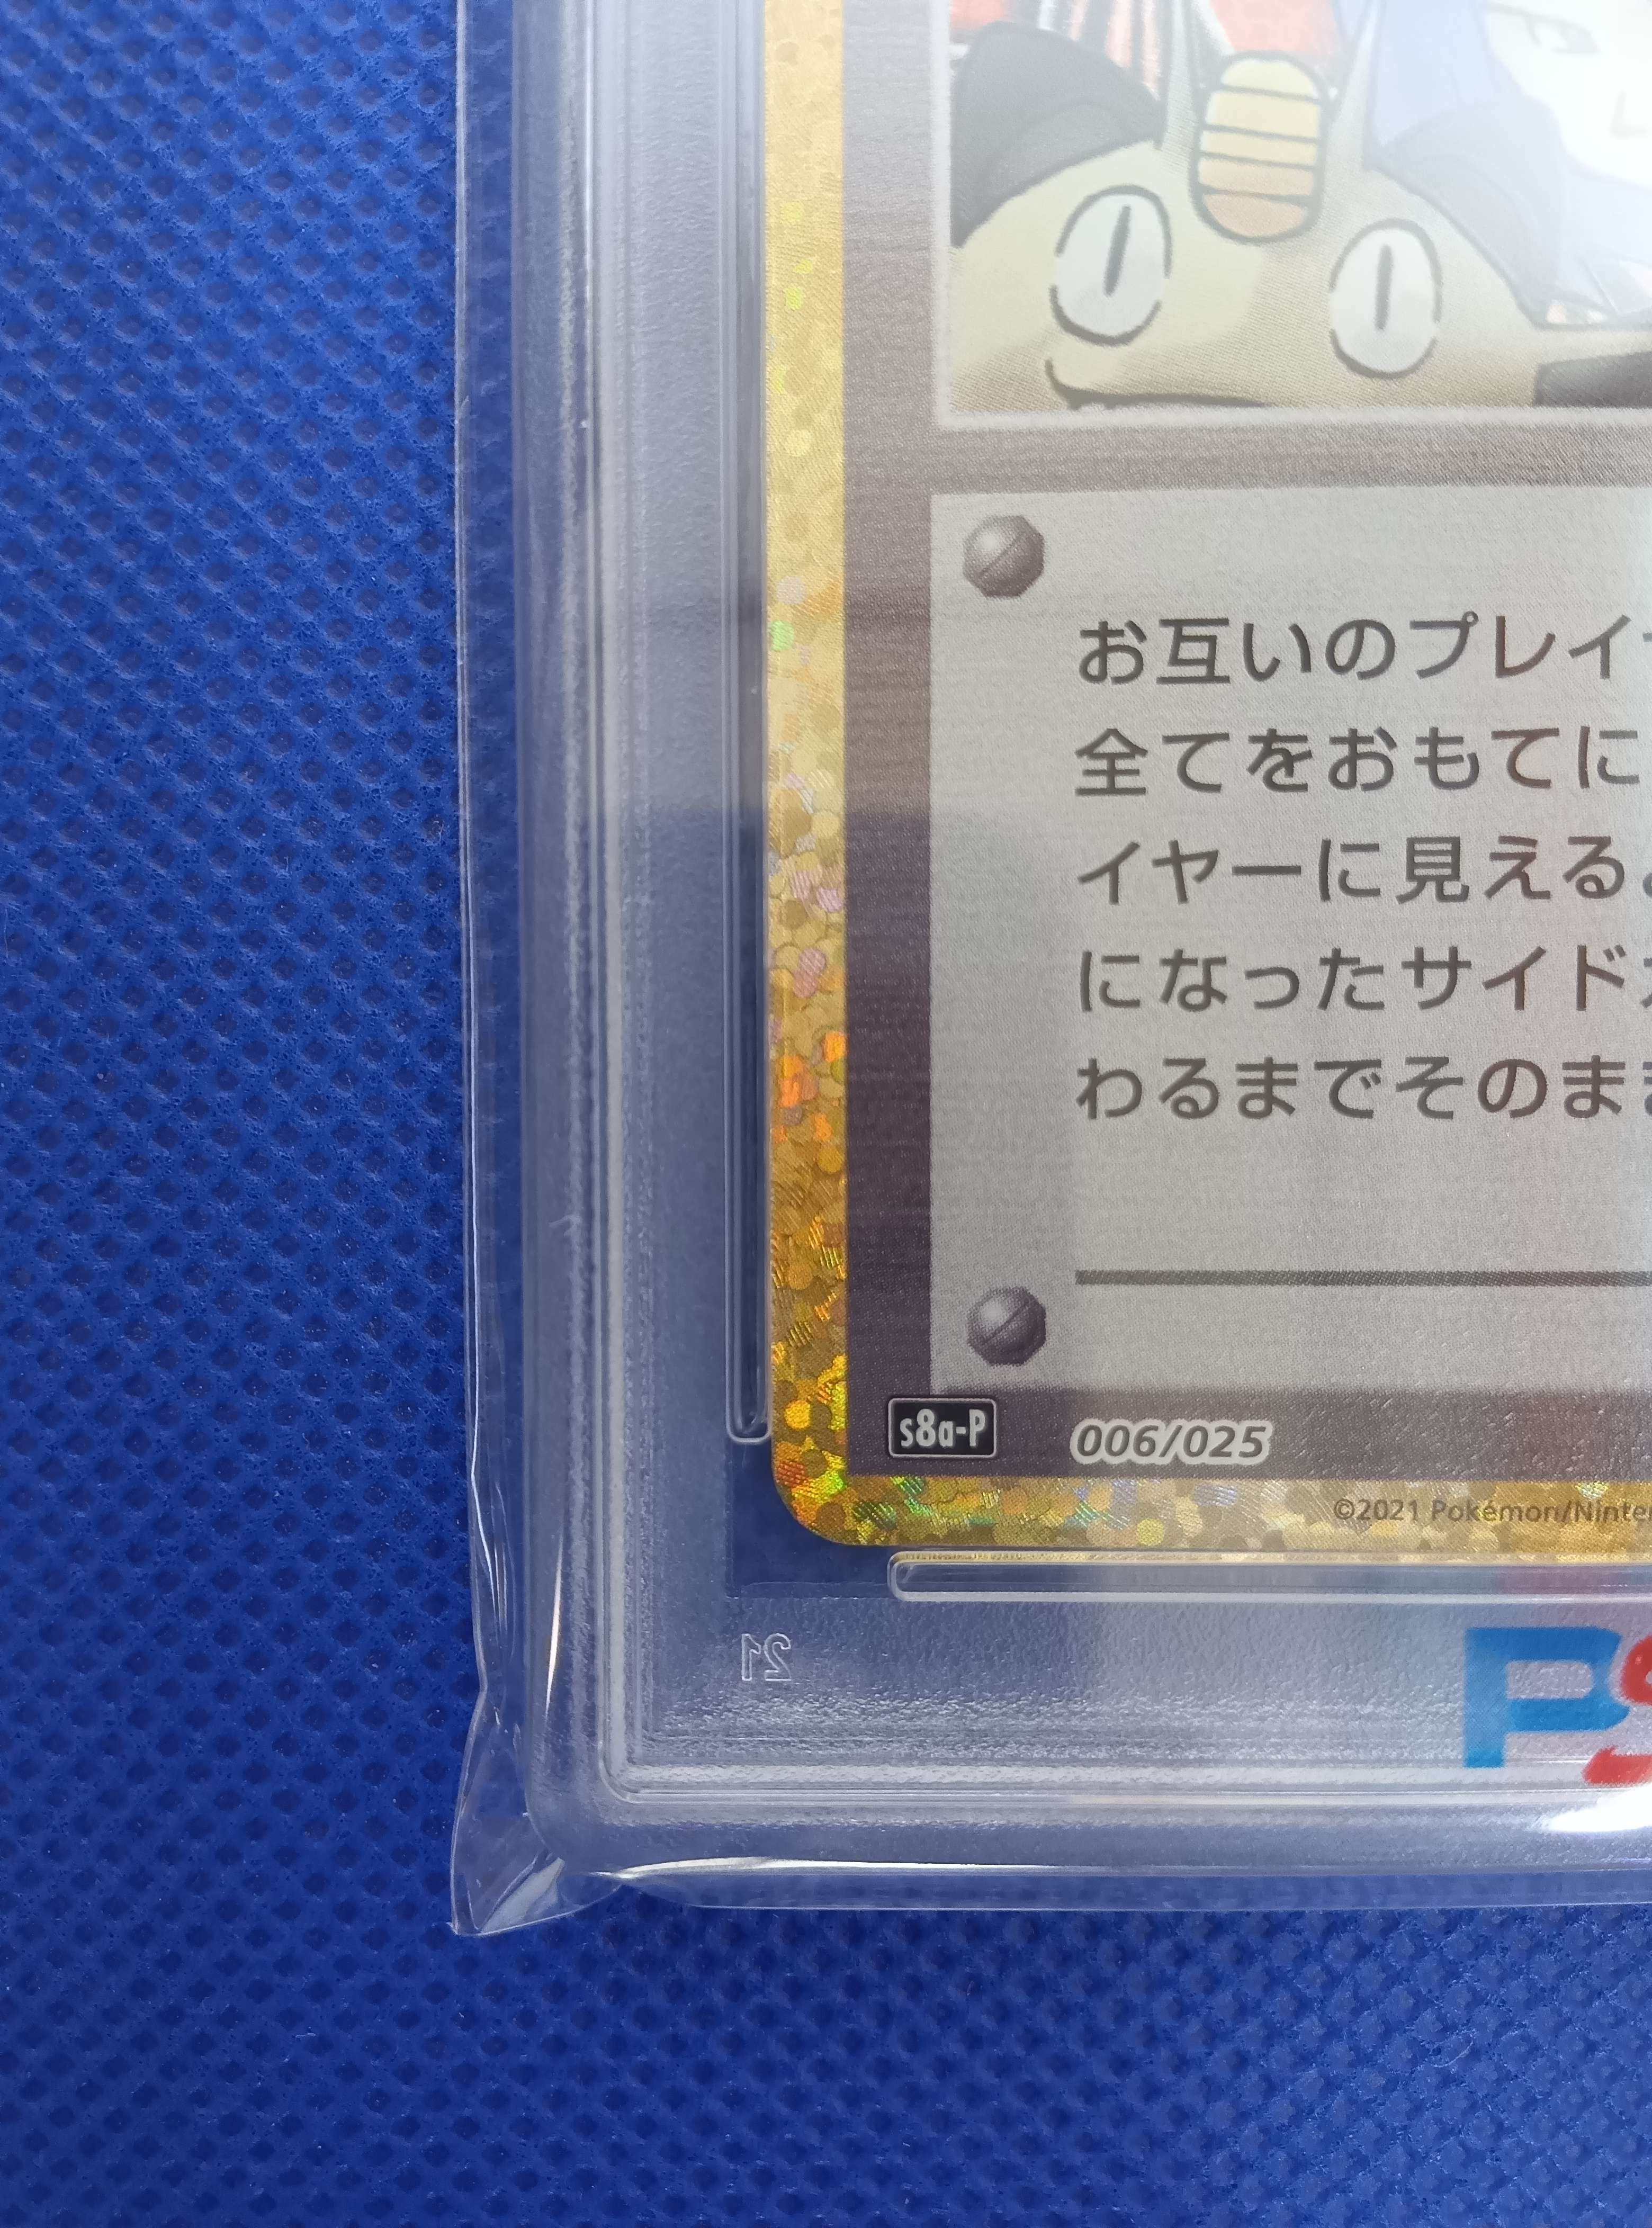 お互いのプレイ
全てをおもてに
イヤーに見える
になったサイド
わるまでそのま
s8a-P 006/025
©2021 Pokémon/Ninte
21
PS